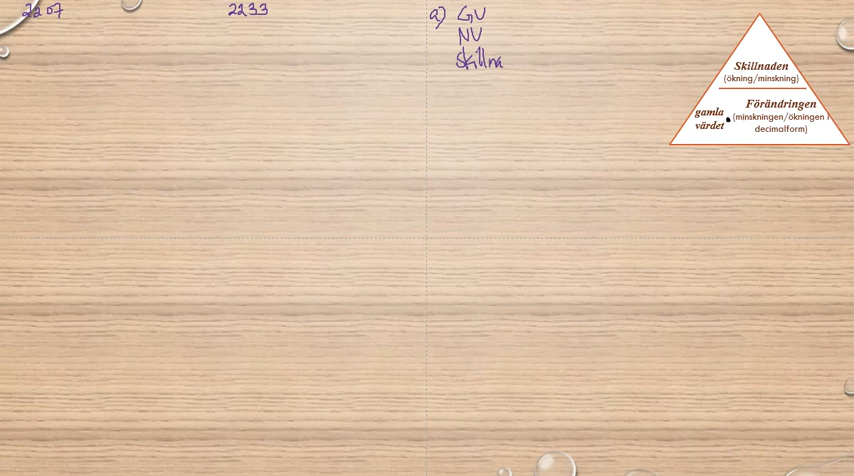 2207
2233
a) GV
NV
Skillna
Skillnaden
(ökning/minskning)
gamla värdet
Förändringen
(minskningen/ökningen i
decimalform)